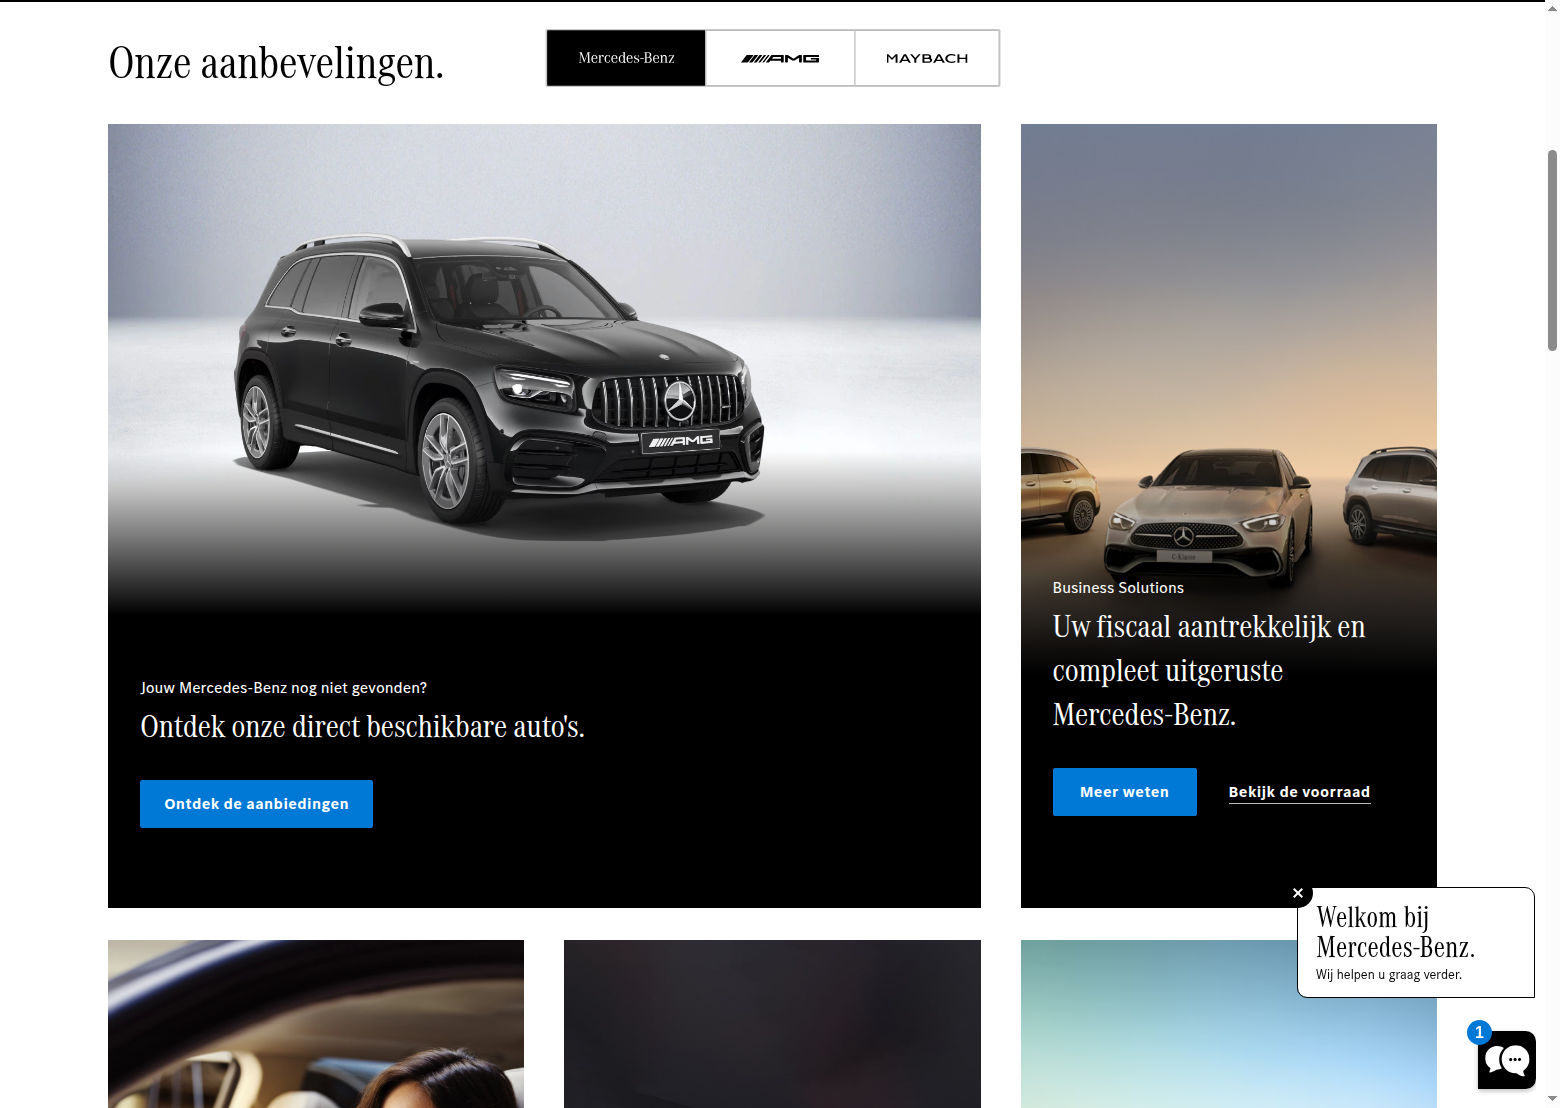 Onze aanbevelingen.
Mercedes-Benz
AMG
MAYBACH
AMG
Jouw Mercedes-Benz nog niet gevonden?
Ontdek onze direct beschikbare auto's.
Ontdek de aanbiedingen
C-Klasse
Business Solutions
Uw fiscaal aantrekkelijk en
compleet uitgeruste
Mercedes-Benz.
Meer weten
Bekijk de voorraad
Welkom bij
Mercedes-Benz.
Wij helpen u graag verder.
1